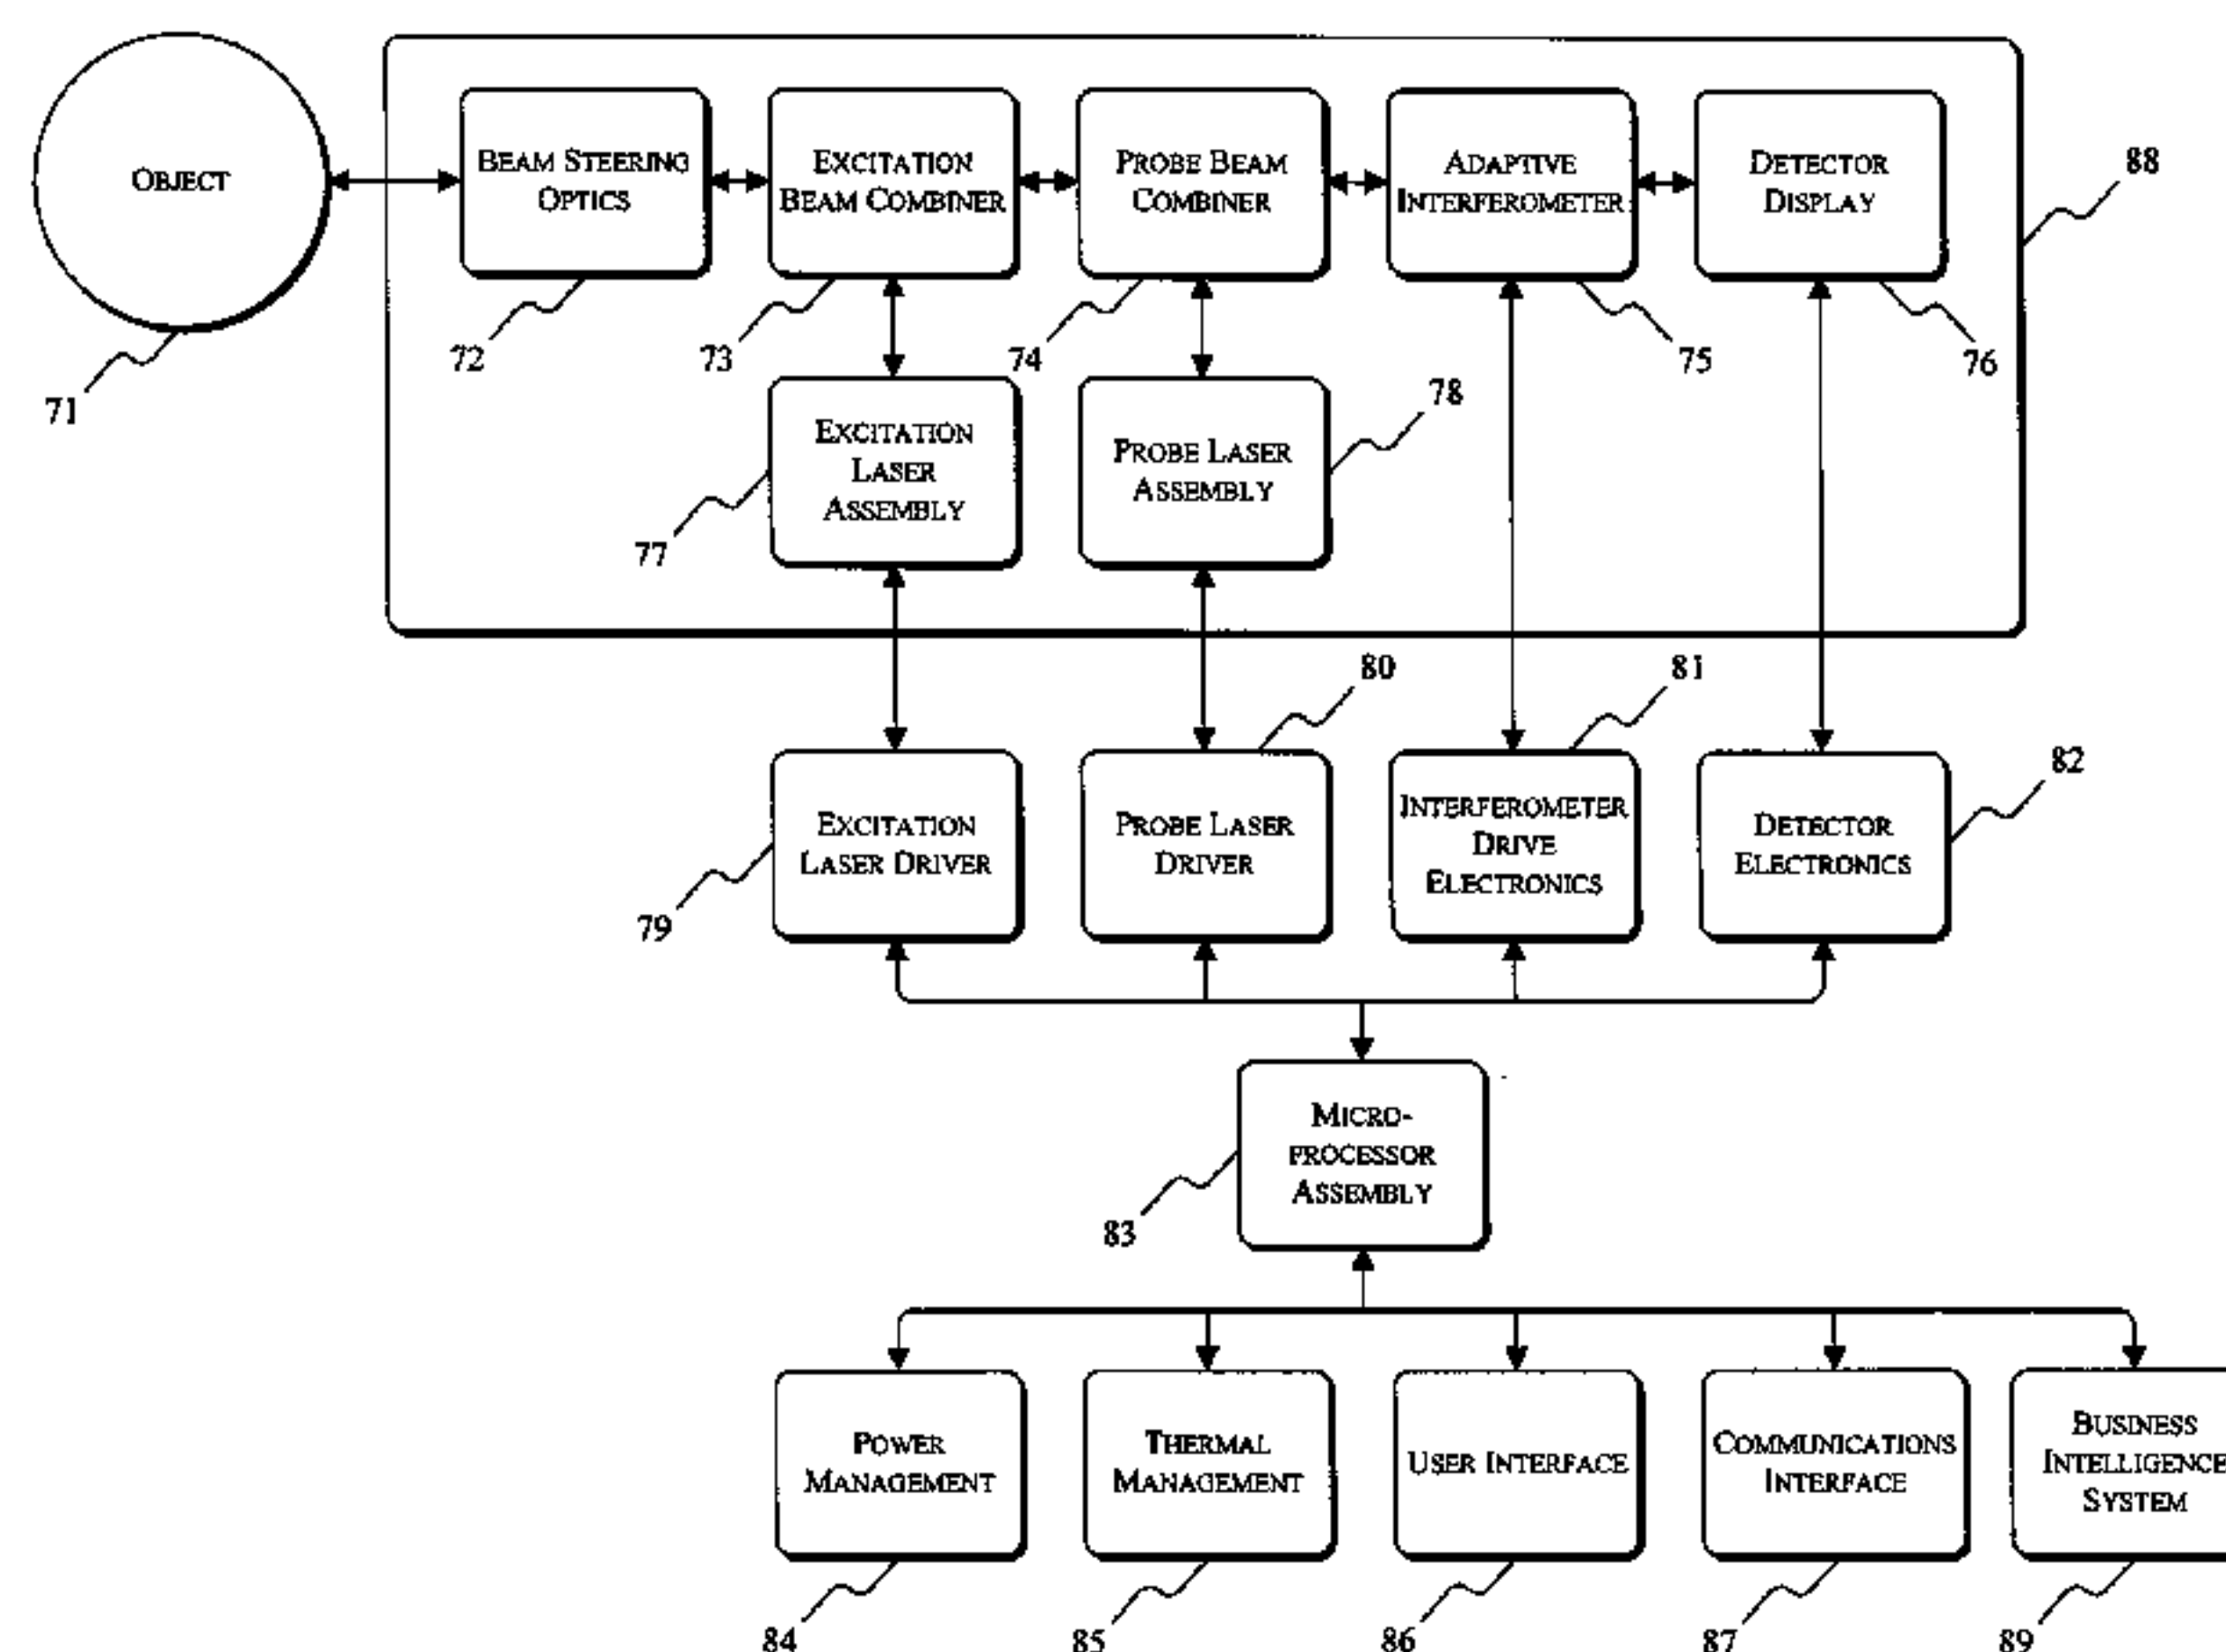 OBJECT
BEAM STEERING
OPTICS
EXCITATION
BEAM COMBINER
PROBE BEAM
COMBINER
ADAPTIVE
INTERFEROMETER
DETECTOR
DISPLAY
88
72
73
74
75
76
71
EXCITATION
LASER
ASSEMBLY
PROBE LASER
ASSEMBLY
78
77
80
81
82
EXCITATION
LASER DRIVER
PROBE LASER
DRIVER
INTERFEROMETER
DRIVE
ELECTRONICS
DETECTOR
ELECTRONICS
79
MICRO-
PROCESSOR
ASSEMBLY
83
POWER
MANAGEMENT
THERMAL
MANAGEMENT
USER INTERFACE
COMMUNICATIONS
INTERFACE
BUSINESS
INTELLIGENCE
SYSTEM
84
85
86
87
89